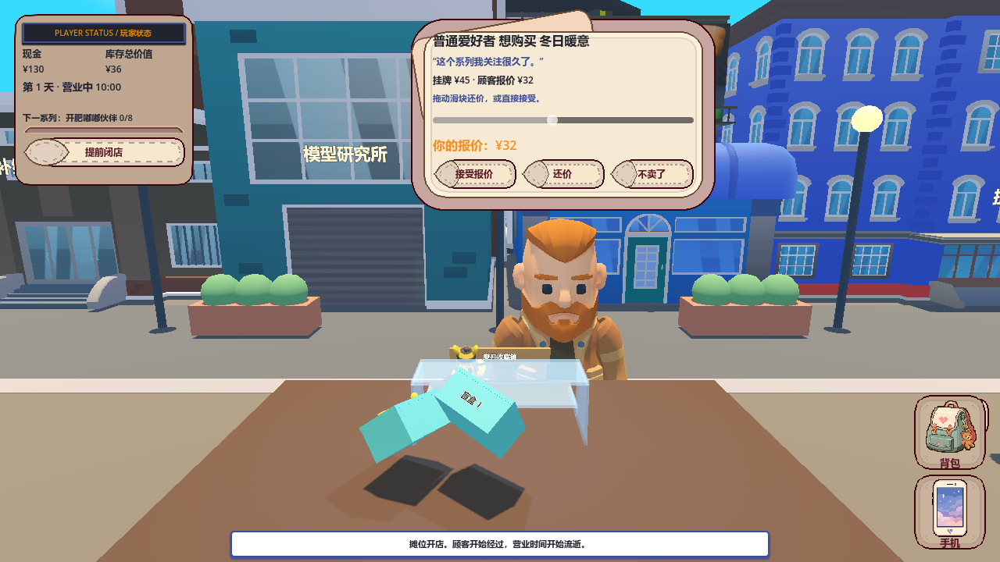 PLAYER STATUS / 玩家状态
现金
库存总价值
¥130
¥36
第 1 天 · 营业中 10:00
下一系列：开肥嘟嘟伙伴 0/8
提前闭店
模型研究所
普通爱好者 想购买 冬日暖意
“这个系列我关注很久了。”
挂牌 ¥45 · 顾客报价 ¥32
拖动滑块还价，或直接接受。
你的报价：¥32
接受报价
还价
不卖了
盲盒
背包
手机
摊位开店。顾客开始经过，营业时间开始流逝。